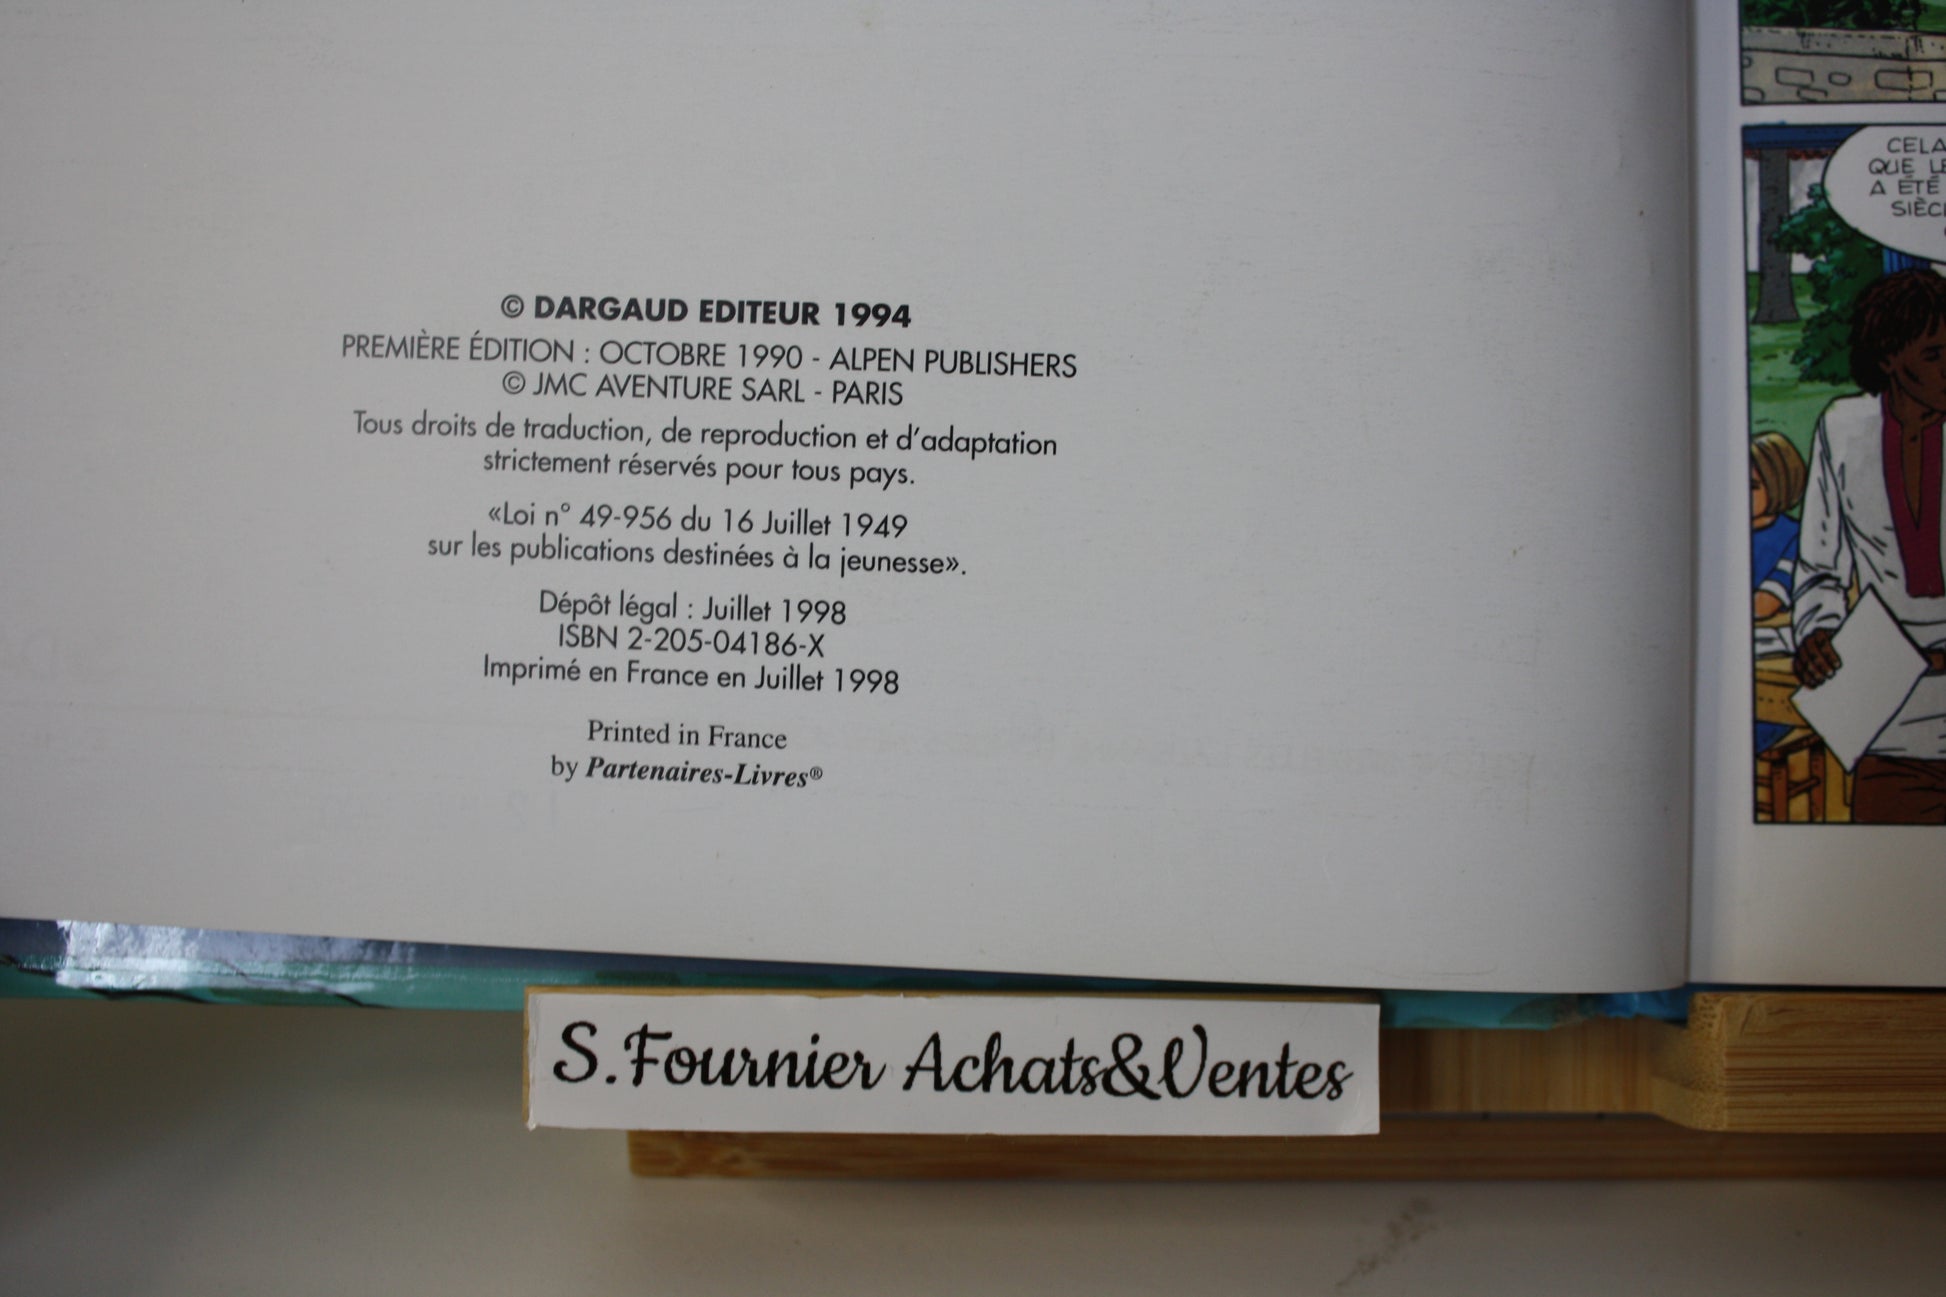 © DARGAUD EDITEUR 1994
PREMIÈRE ÉDITION : OCTOBRE 1990 - ALPEN PUBLISHERS
© JMC AVENTURE SARL - PARIS
Tous droits de traduction, de reproduction et d'adaptation
strictement réservés pour tous pays.
«Loi n° 49-956 du 16 Juillet 1949
sur les publications destinées à la jeunesse».
Dépôt légal : Juillet 1998
ISBN 2-205-04186-X
Imprimé en France en Juillet 1998
Printed in France
by Partenaires-Livres®
CELA
QUE
A ÉTÉ
S.Fournier Achats&Ventes